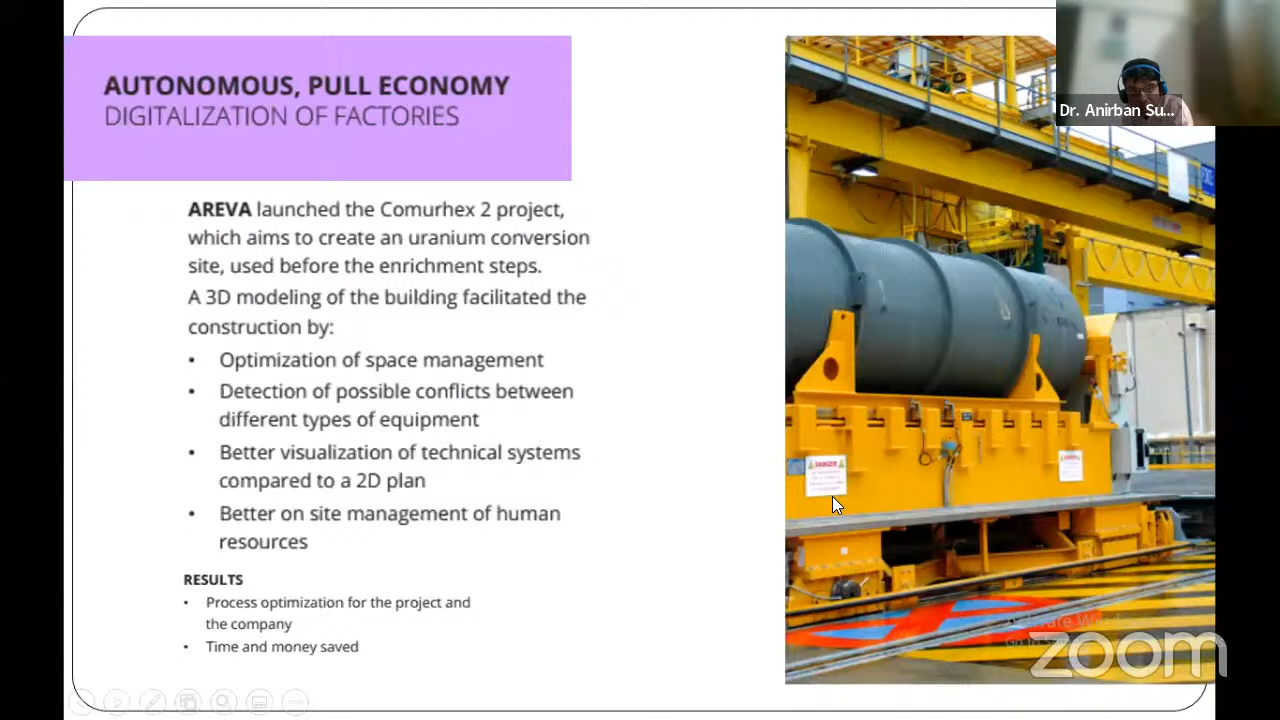 AUTONOMOUS, PULL ECONOMY
DIGITALIZATION OF FACTORIES
Dr. Anirban Su...
AREVA launched the Comurhex 2 project,
which aims to create an uranium conversion
site, used before the enrichment steps.
A 3D modeling of the building facilitated the
construction by:
• Optimization of space management
• Detection of possible conflicts between
different types of equipment
• Better visualization of technical systems
compared to a 2D plan
• Better on site management of human
resources
RESULTS
• Process optimization for the project and
the company
• Time and money saved
DANGER
zoom